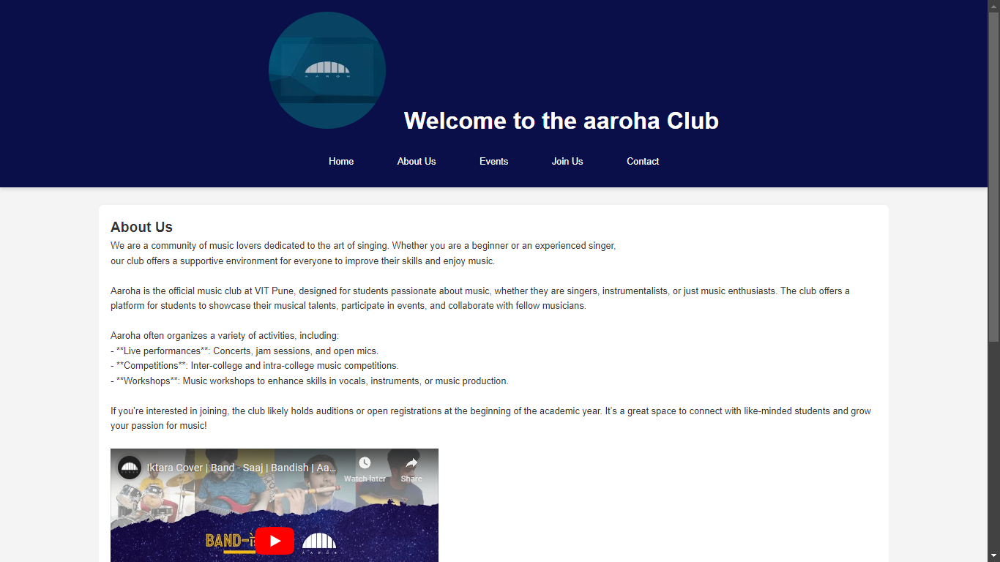 AAROH
Welcome to the aaroha Club
Home About Us Events Join Us Contact
About Us
We are a community of music lovers dedicated to the art of singing. Whether you are a beginner or an experienced singer,
our club offers a supportive environment for everyone to improve their skills and enjoy music.
Aaroha is the official music club at VIT Pune, designed for students passionate about music, whether they are singers, instrumentalists, or just music enthusiasts. The club offers a
platform for students to showcase their musical talents, participate in events, and collaborate with fellow musicians.
Aaroha often organizes a variety of activities, including:
- **Live performances**: Concerts, jam sessions, and open mics.
- **Competitions**: Inter-college and intra-college music competitions.
- **Workshops**: Music workshops to enhance skills in vocals, instruments, or music production.
If you’re interested in joining, the club likely holds auditions or open registrations at the beginning of the academic year. It’s a great space to connect with like-minded students and grow
your passion for music!
Iktara Cover | Band - Saaj | Bandish | Aa...
Watch later Share
BAND-
AAROH